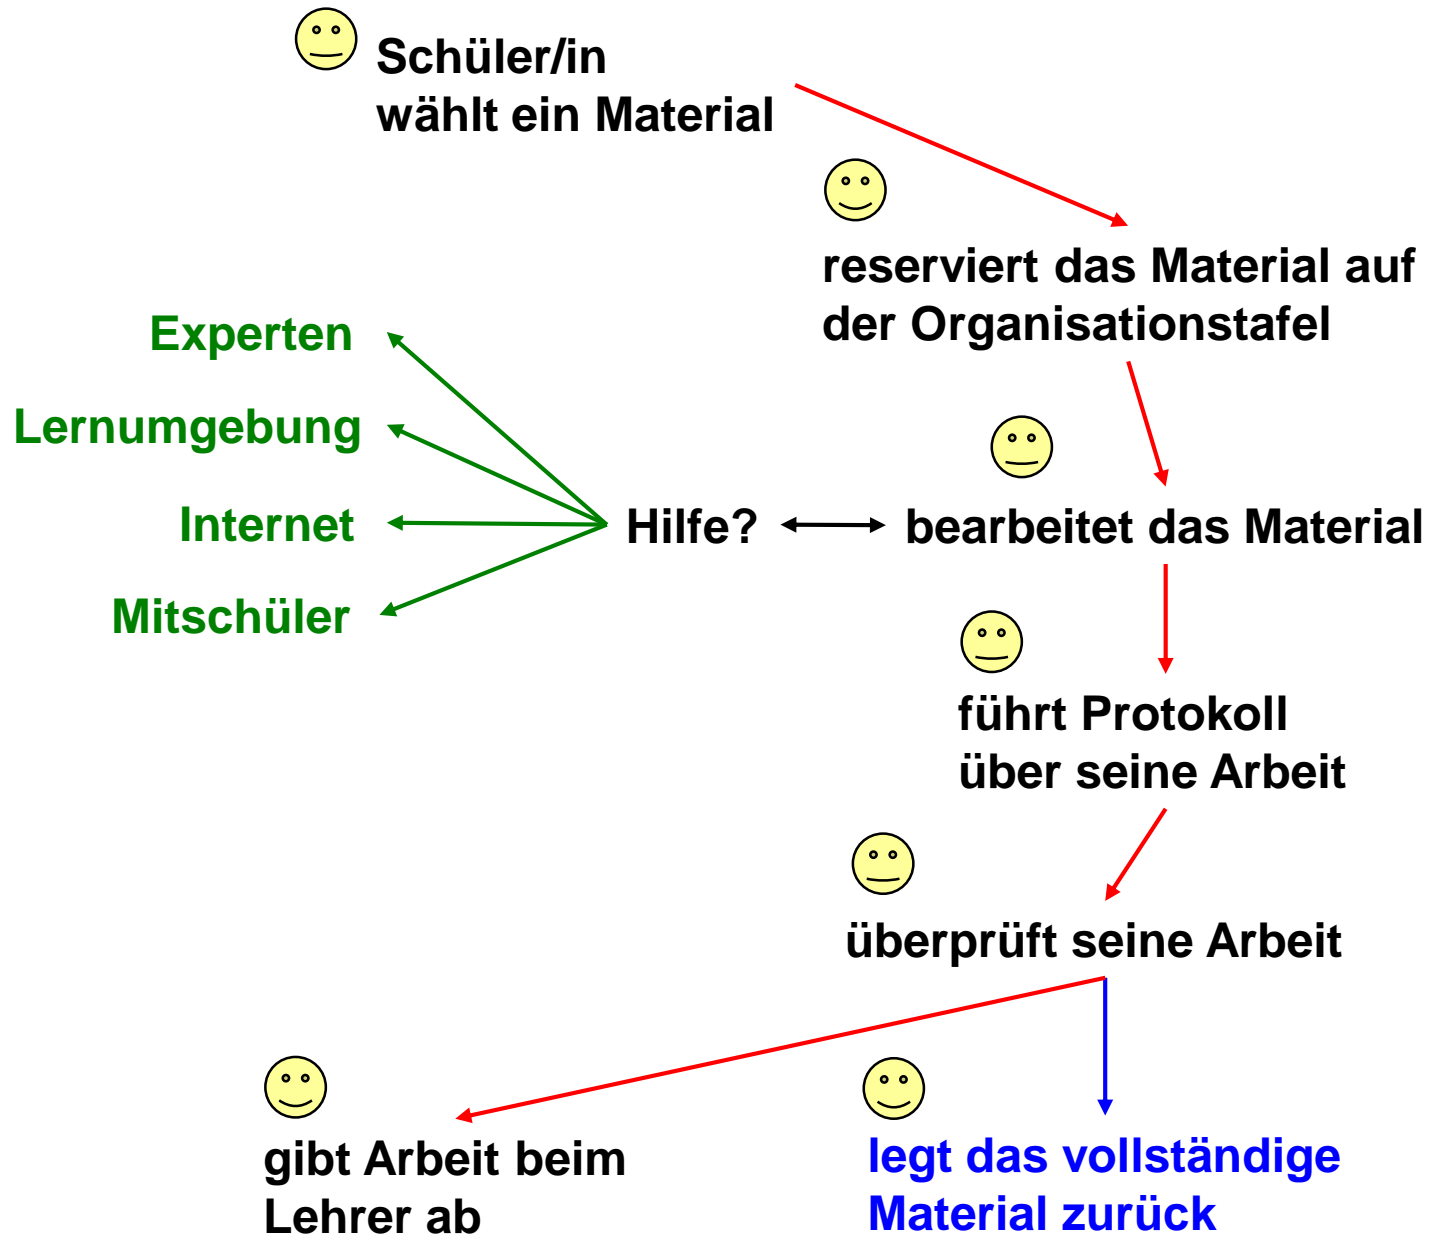 Schüler/in
wählt ein Material
reserviert das Material auf
der Organisationstafel
Experten
Lernumgebung
Internet
Mitschüler
Hilfe?
bearbeitet das Material
führt Protokoll
über seine Arbeit
überprüft seine Arbeit
gibt Arbeit beim
Lehrer ab
legt das vollständige
Material zurück